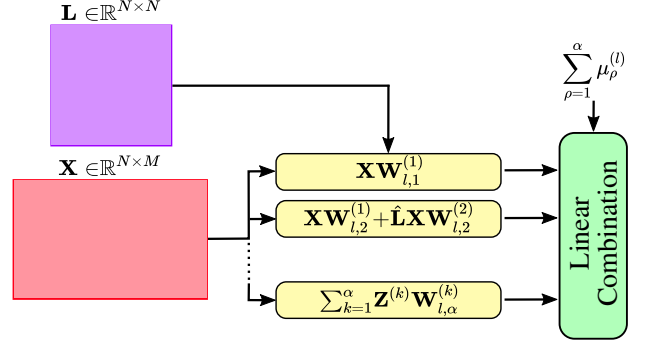 𝐋 ∈ℝ^{N×N}
∑_{ρ=1}^{α} μ_ρ^{(l)}
𝐗 ∈ℝ^{N×M}
𝐗𝐖_{l,1}^{(1)}
𝐗𝐖_{l,2}^{(1)}+𝐋̂𝐗𝐖_{l,2}^{(2)}
∑_{k=1}^{α} 𝐙^{(k)}𝐖_{l,α}^{(k)}
Linear
Combination